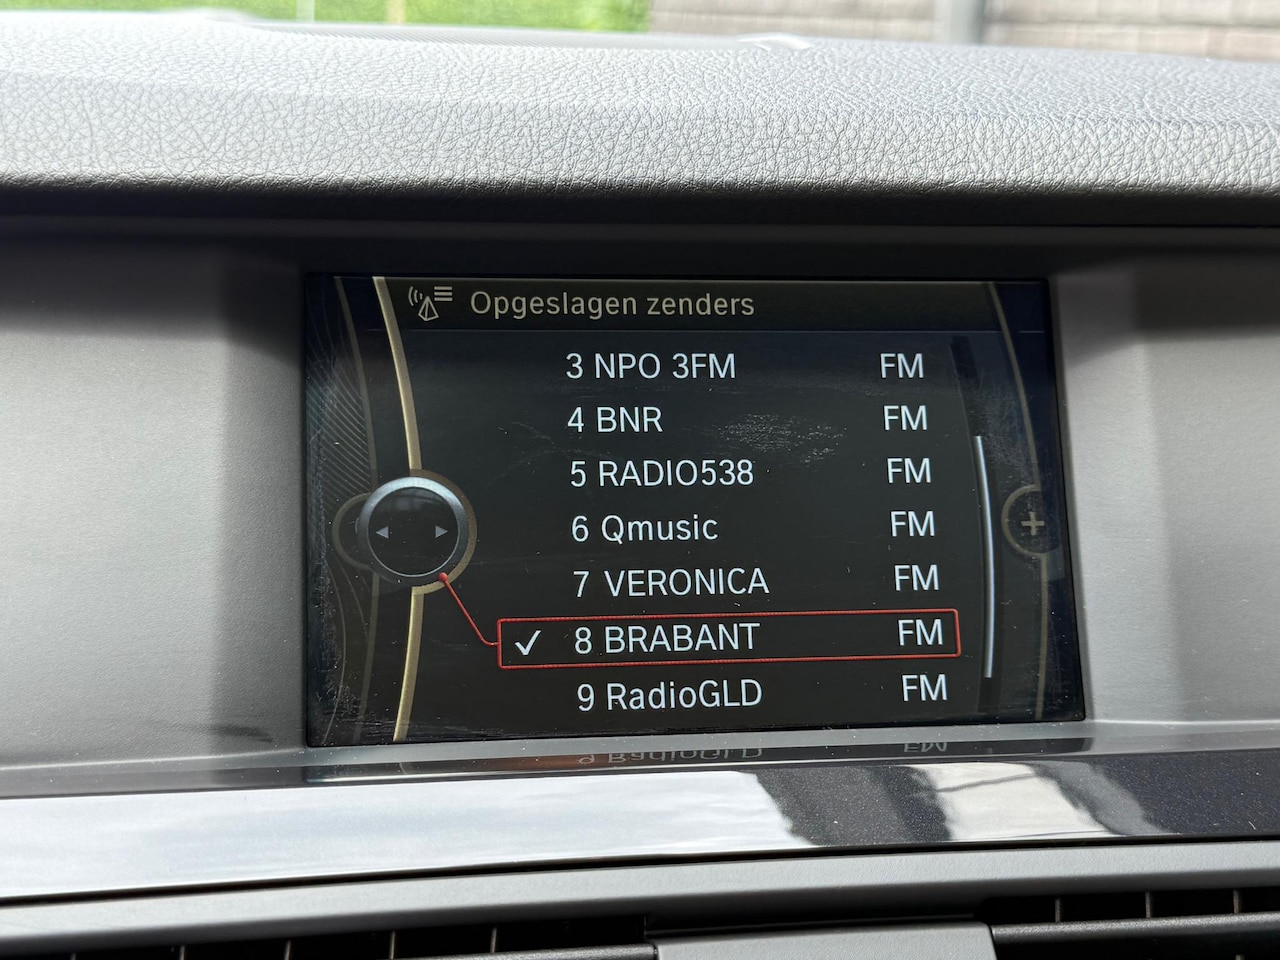 Opgeslagen zenders
3 NPO 3FM FM
4 BNR FM
5 RADIO538 FM
6 Qmusic FM
7 VERONICA FM
✓ 8 BRABANT FM
9 RadioGLD FM